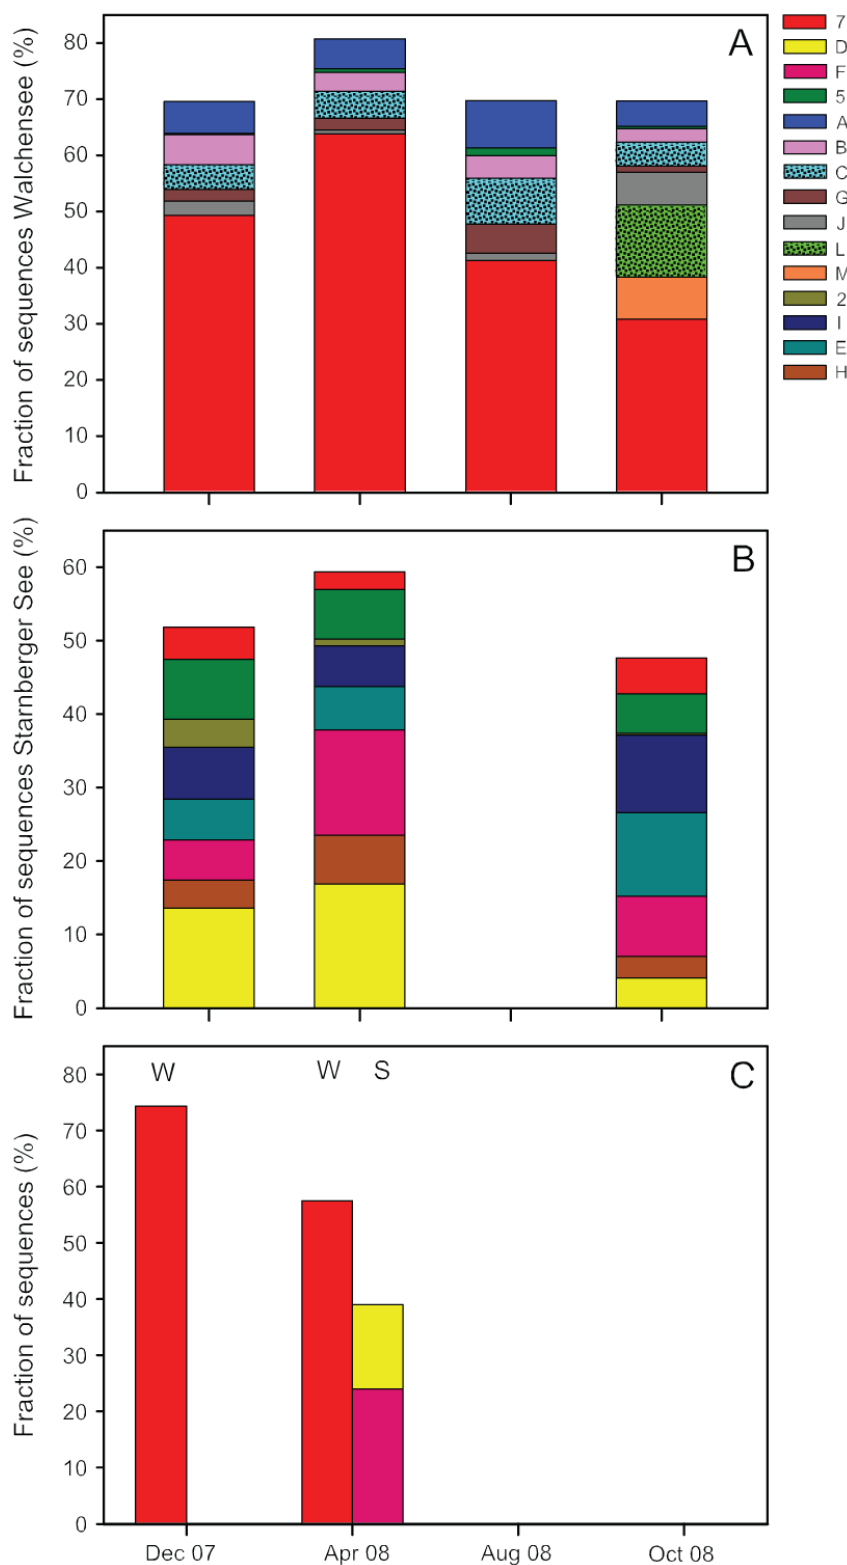 Fraction of sequences Walchensee (%)
80
70
60
50
40
30
20
10
0
A
7
D
F
5
A
B
C
G
J
L
M
2
I
E
H
Fraction of sequences Starnberger See (%)
60
50
40
30
20
10
0
B
Fraction of sequences (%)
80
70
60
50
40
30
20
10
0
W
W S
C
Dec 07 Apr 08 Aug 08 Oct 08